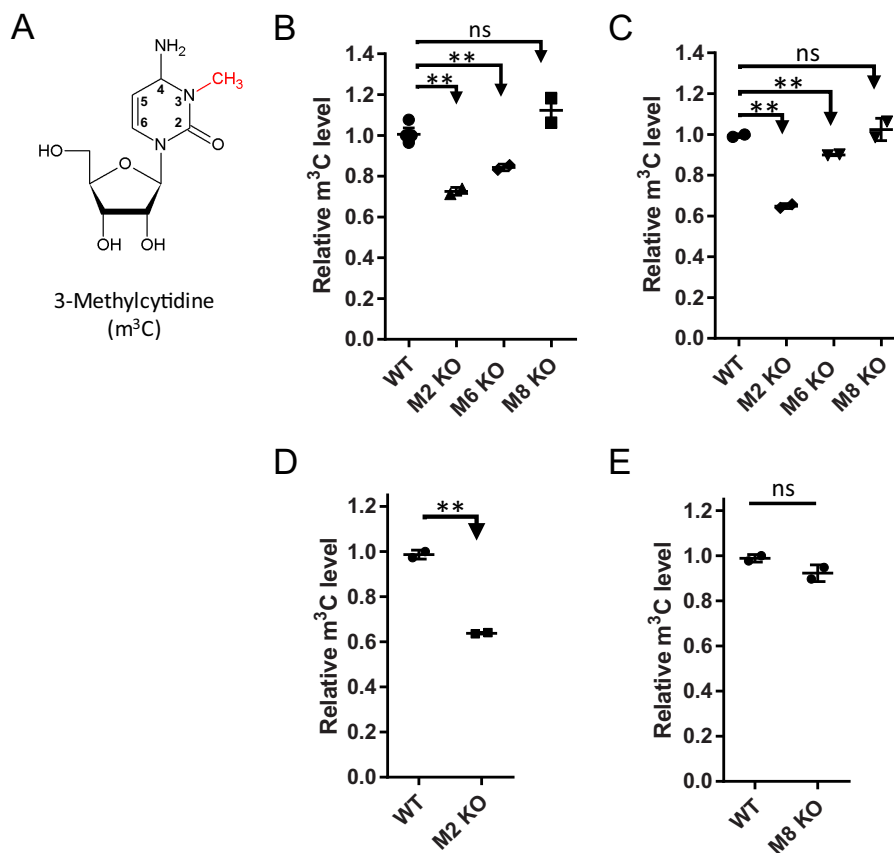 A
NH₂
4
5
3
N
CH₃
6
2
N
O
HO
O
OH
OH
3-Methylcytidine
(m³C)
B
ns
**
**
Relative m³C level
1.4
1.2
1.0
0.8
0.6
0.4
0.2
0.0
WT
M2 KO
M6 KO
M8 KO
C
ns
**
**
Relative m³C level
1.4
1.2
1.0
0.8
0.6
0.4
0.2
0.0
WT
M2 KO
M6 KO
M8 KO
D
**
Relative m³C level
1.2
1.0
0.8
0.6
0.4
0.2
0.0
WT
M2 KO
E
ns
Relative m³C level
1.2
1.0
0.8
0.6
0.4
0.2
0.0
WT
M8 KO